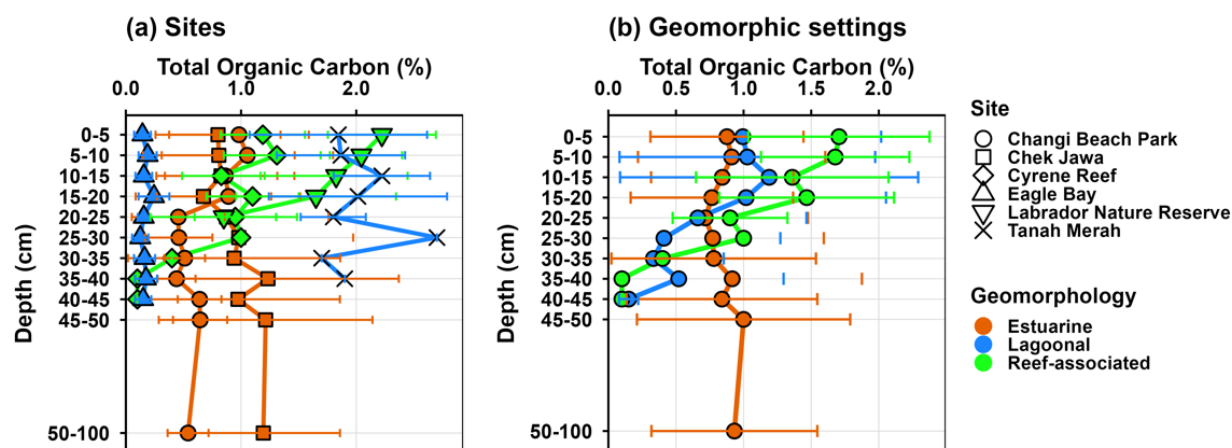 (a) Sites
Total Organic Carbon (%)
0.0 1.0 2.0
Depth (cm)
0-5
5-10
10-15
15-20
20-25
25-30
30-35
35-40
40-45
45-50
50-100
(b) Geomorphic settings
Total Organic Carbon (%)
0.0 0.5 1.0 2.0
Depth (cm)
0-5
5-10
10-15
15-20
20-25
25-30
30-35
35-40
40-45
45-50
50-100
Site
Changi Beach Park
Chek Jawa
Cyrene Reef
Eagle Bay
Labrador Nature Reserve
Tanah Merah
Geomorphology
Estuarine
Lagoonal
Reef-associated